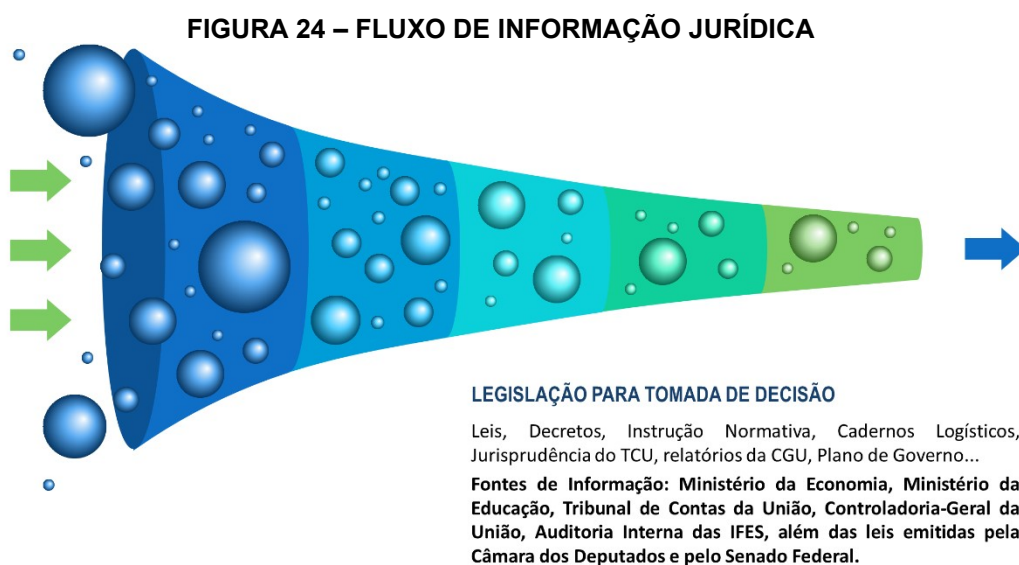 FIGURA 24 – FLUXO DE INFORMAÇÃO JURÍDICA
LEGISLAÇÃO PARA TOMADA DE DECISÃO
Leis, Decretos, Instrução Normativa, Cadernos Logísticos,
Jurisprudência do TCU, relatórios da CGU, Plano de Governo...
Fontes de Informação: Ministério da Economia, Ministério da
Educação, Tribunal de Contas da União, Controladoria-Geral da
União, Auditoria Interna das IFES, além das leis emitidas pela
Câmara dos Deputados e pelo Senado Federal.